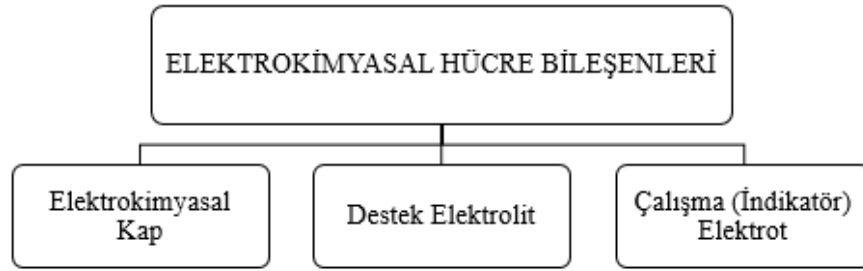 ELEKTROKİMYASAL HÜCRE BİLEŞENLERİ
Elektrokimyasal
Kap
Destek Elektrolit
Çalışma (İndikatör)
Elektrot